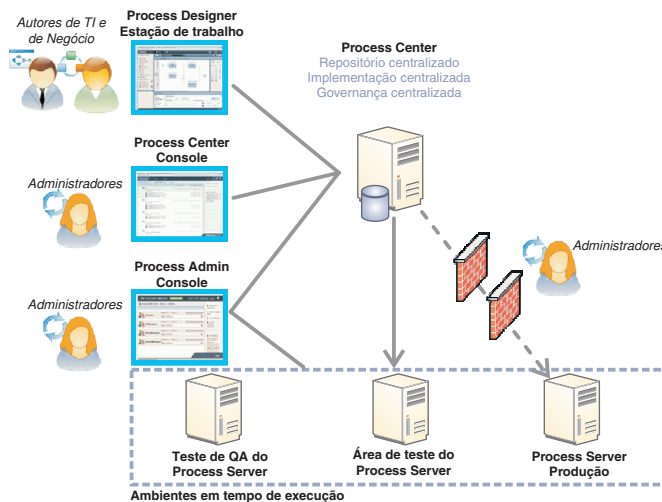 Autores de TI e
de Negócio
Process Designer
Estação de trabalho
Process Center
Repositório centralizado
Implementação centralizada
Governança centralizada
Process Center
Console
Administradores
Process Admin
Console
Administradores
Administradores
Teste de QA do
Process Server
Área de teste do
Process Server
Process Server
Produção
Ambientes em tempo de execução